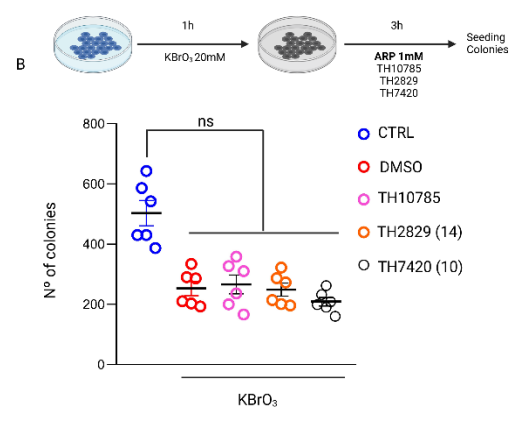 B
1h
KBrO₃ 20mM
3h
ARP 1mM
TH10785
TH2829
TH7420
Seeding
Colonies
Nº of colonies
800
600
400
200
0
ns
CTRL
DMSO
TH10785
TH2829 (14)
TH7420 (10)
KBrO₃